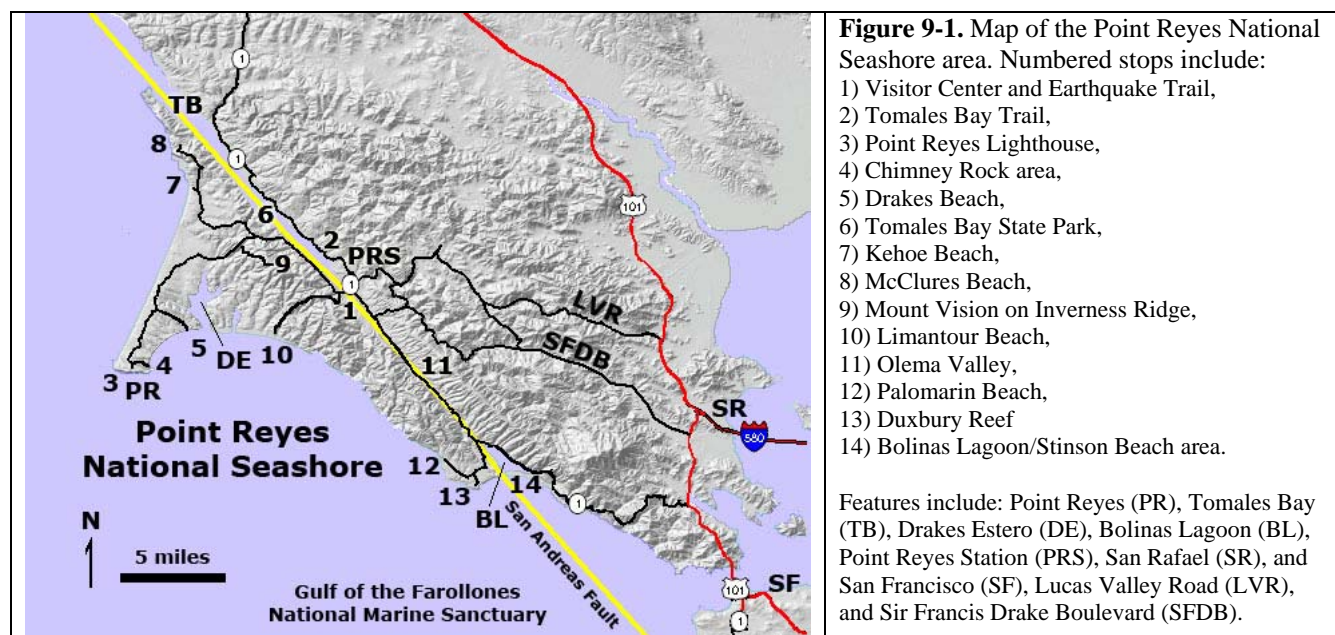 1
TB
8
1
7
6
101
2
PRS
9
1
1
LVR
5
DE
10
SFDB
11
4
3 PR
SR
580
Point Reyes
National Seashore
12
13
14
BL
1
N
5 miles
San Andreas Fault
Gulf of the Farollones
National Marine Sanctuary
SF
101
1
Figure 9-1. Map of the Point Reyes National
Seashore area. Numbered stops include:
1) Visitor Center and Earthquake Trail,
2) Tomales Bay Trail,
3) Point Reyes Lighthouse,
4) Chimney Rock area,
5) Drakes Beach,
6) Tomales Bay State Park,
7) Kehoe Beach,
8) McClures Beach,
9) Mount Vision on Inverness Ridge,
10) Limantour Beach,
11) Olema Valley,
12) Palomarin Beach,
13) Duxbury Reef
14) Bolinas Lagoon/Stinson Beach area.
Features include: Point Reyes (PR), Tomales Bay
(TB), Drakes Estero (DE), Bolinas Lagoon (BL),
Point Reyes Station (PRS), San Rafael (SR), and
San Francisco (SF), Lucas Valley Road (LVR),
and Sir Francis Drake Boulevard (SFDB).